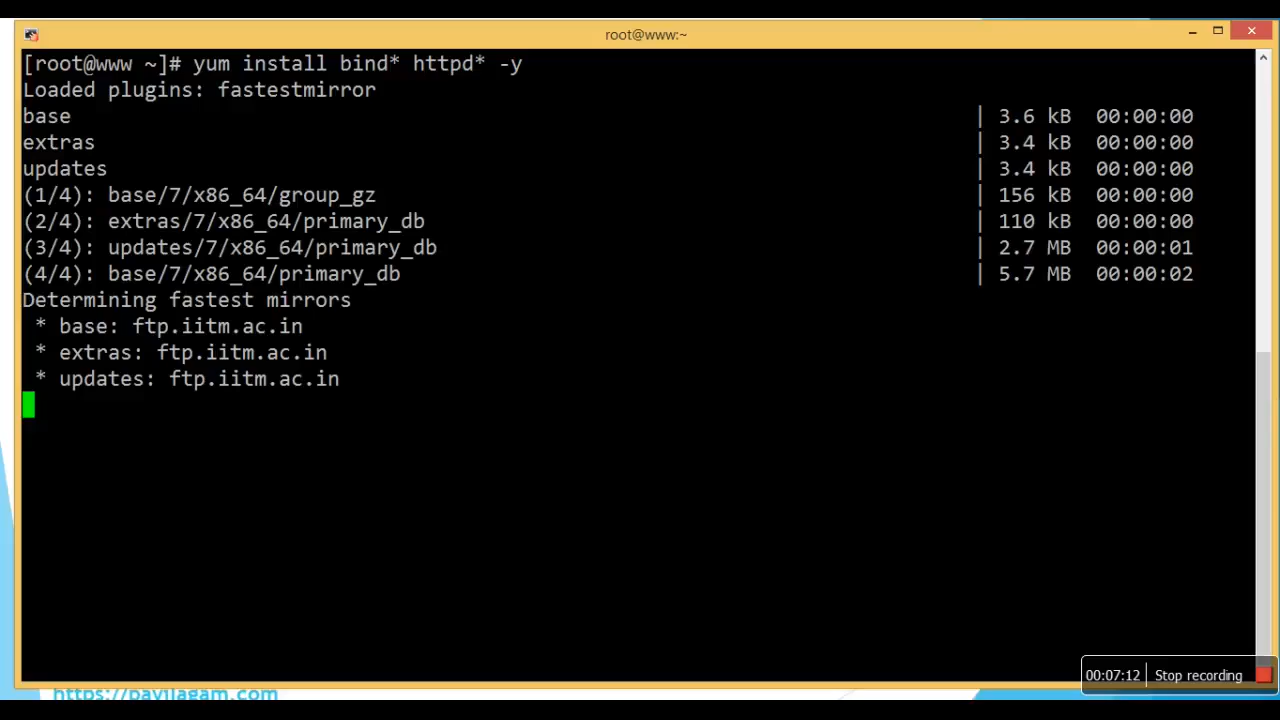 root@www:~
[root@www ~]# yum install bind* httpd* -y
Loaded plugins: fastestmirror
base | 3.6 kB 00:00:00
extras | 3.4 kB 00:00:00
updates | 3.4 kB 00:00:00
(1/4): base/7/x86_64/group_gz | 156 kB 00:00:00
(2/4): extras/7/x86_64/primary_db | 110 kB 00:00:00
(3/4): updates/7/x86_64/primary_db | 2.7 MB 00:00:01
(4/4): base/7/x86_64/primary_db | 5.7 MB 00:00:02
Determining fastest mirrors
* base: ftp.iitm.ac.in
* extras: ftp.iitm.ac.in
* updates: ftp.iitm.ac.in
00:07:12 | Stop recording
https://payilagam.com